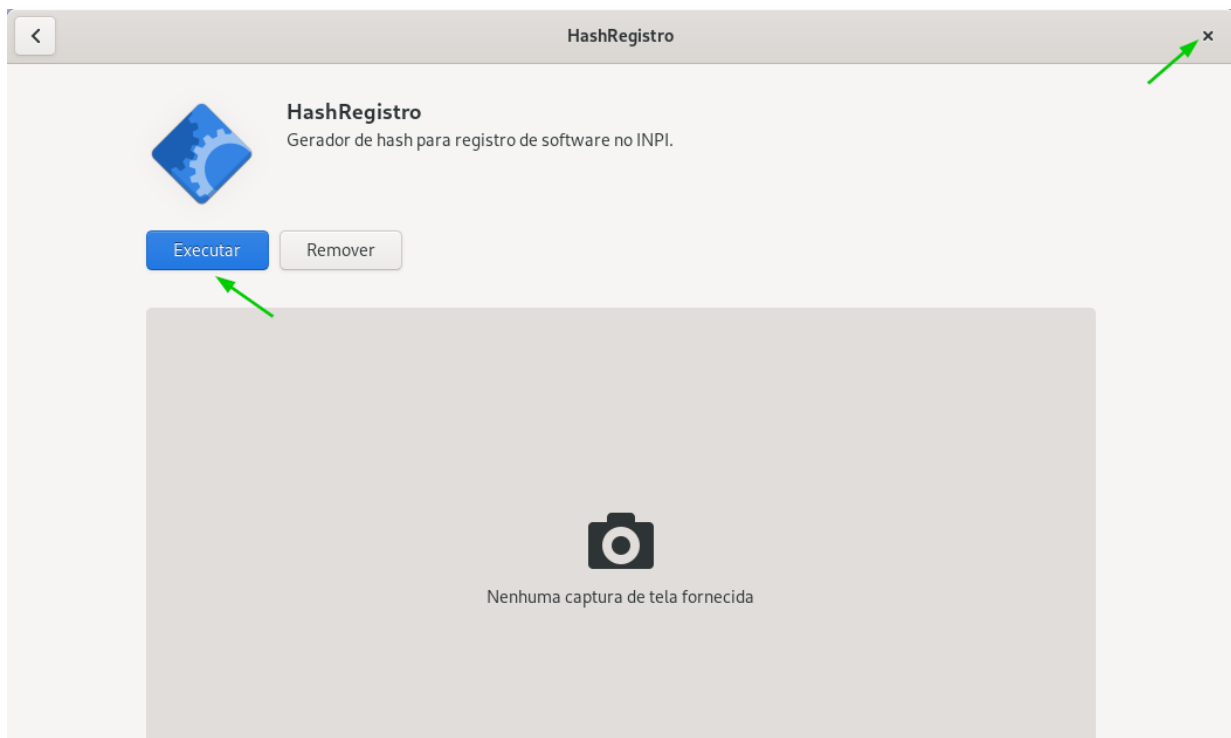 HashRegistro
HashRegistro
Gerador de hash para registro de software no INPI.
Executar
Remover
Nenhuma captura de tela fornecida